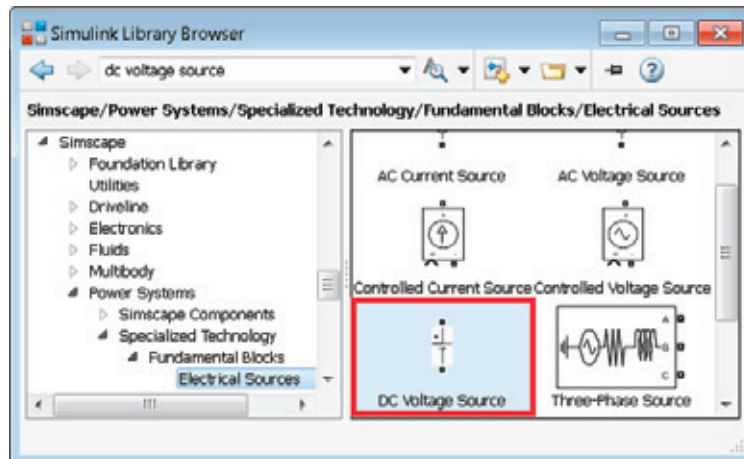 Simulink Library Browser
dc voltage source
Simscape/Power Systems/Specialized Technology/Fundamental Blocks/Electrical Sources
Simscape
Foundation Library
Utilities
Driveline
Electronics
Fluids
Multibody
Power Systems
Simscape Components
Specialized Technology
Fundamental Blocks
Electrical Sources
AC Current Source
AC Voltage Source
Controlled Current Source
Controlled Voltage Source
DC Voltage Source
A
B
C
Three-Phase Source